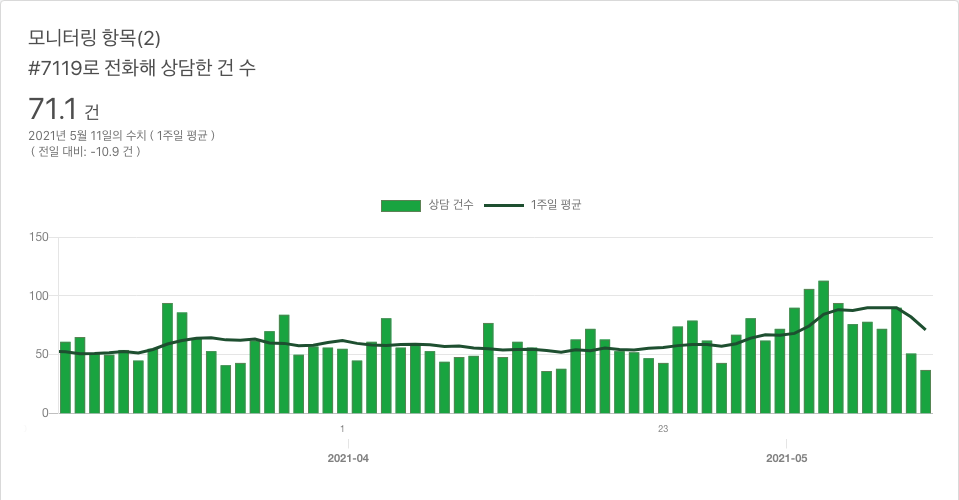 모니터링 항목(2)
#7119로 전화해 상담한 건 수
71.1 건
2021년 5월 11일의 수치 ( 1주일 평균 )
( 전일 대비: -10.9 건 )
상담 건수 1주일 평균
150
100
50
0
1 23
2021-04 2021-05